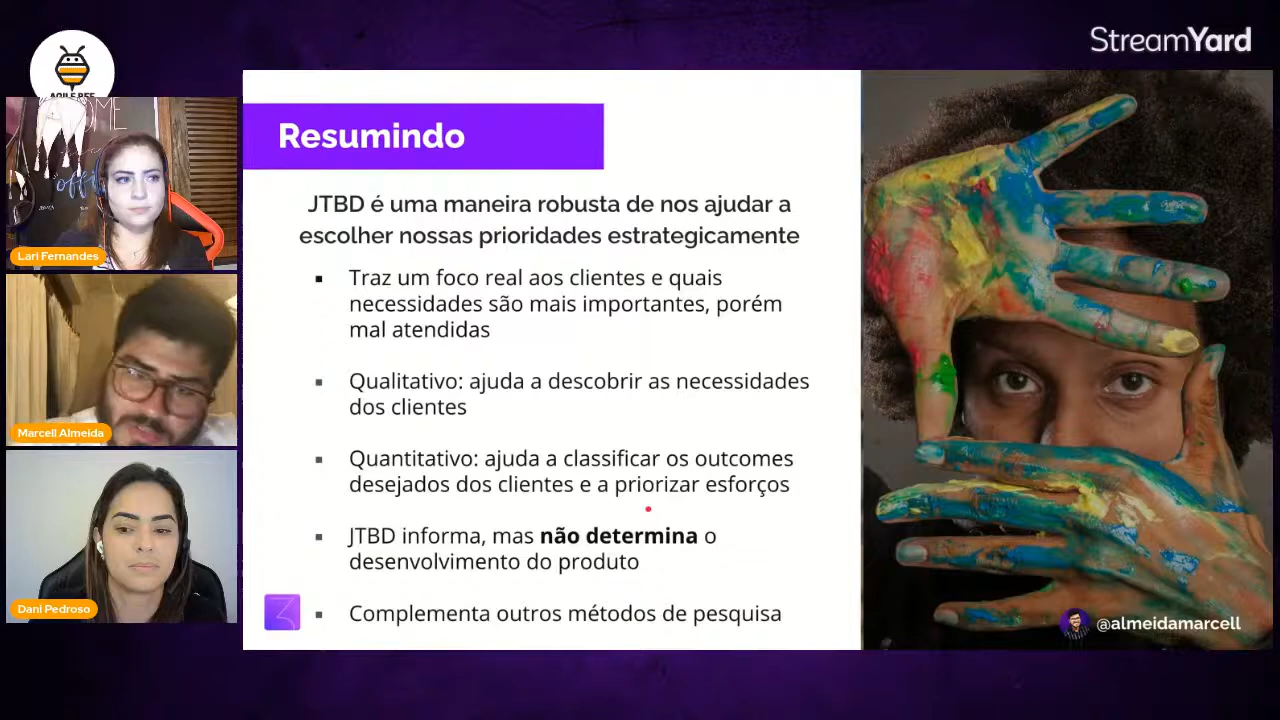 StreamYard
AGILE BEE
Lari Fernandes
Marcell Almeida
Dani Pedroso
Resumindo
JTBD é uma maneira robusta de nos ajudar a
escolher nossas prioridades estrategicamente
▪ Traz um foco real aos clientes e quais
necessidades são mais importantes, porém
mal atendidas
▪ Qualitativo: ajuda a descobrir as necessidades
dos clientes
▪ Quantitativo: ajuda a classificar os outcomes
desejados dos clientes e a priorizar esforços
▪ JTBD informa, mas não determina o
desenvolvimento do produto
▪ Complementa outros métodos de pesquisa
@almeidamarcell